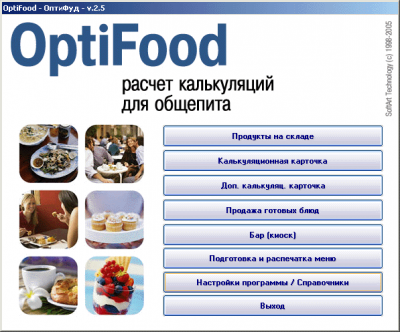 OptiFood - ОптиФуд - v.2.5
OptiFood
расчет калькуляций
для общепита
SoftArt Technology (c) 1998-2005
Продукты на складе
Калькуляционная карточка
Доп. калькуляц. карточка
Продажа готовых блюд
Бар (киоск)
Подготовка и распечатка меню
Настройки программы / Справочники
Выход